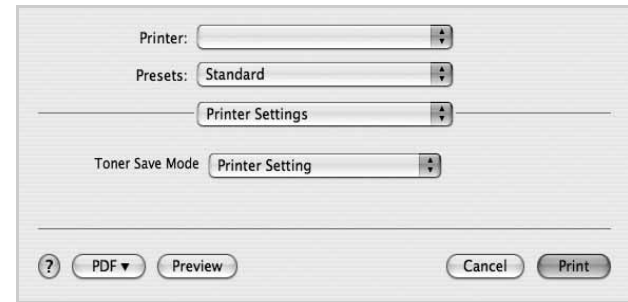 Printer:
Presets: Standard
Printer Settings
Toner Save Mode Printer Setting
? PDF▼ Preview Cancel Print